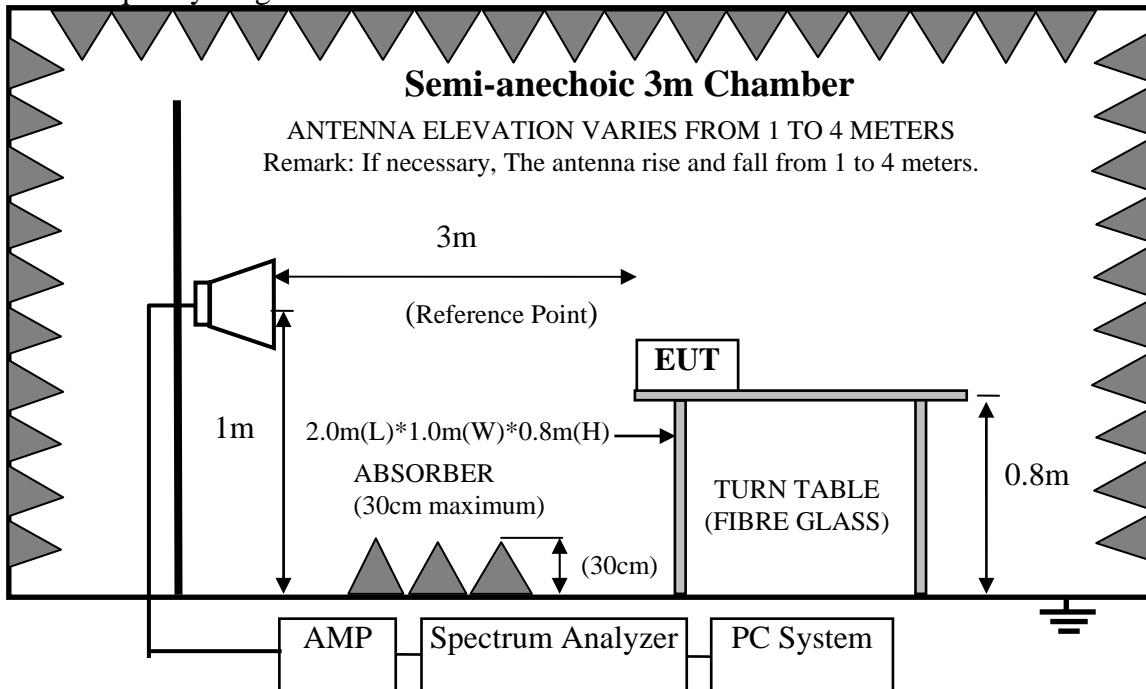 Semi-anechoic 3m Chamber
ANTENNA ELEVATION VARIES FROM 1 TO 4 METERS
Remark: If necessary, The antenna rise and fall from 1 to 4 meters.
3m
(Reference Point)
EUT
1m
2.0m(L)*1.0m(W)*0.8m(H)
ABSORBER
(30cm maximum)
TURN TABLE
(FIBRE GLASS)
0.8m
(30cm)
AMP
Spectrum Analyzer
PC System